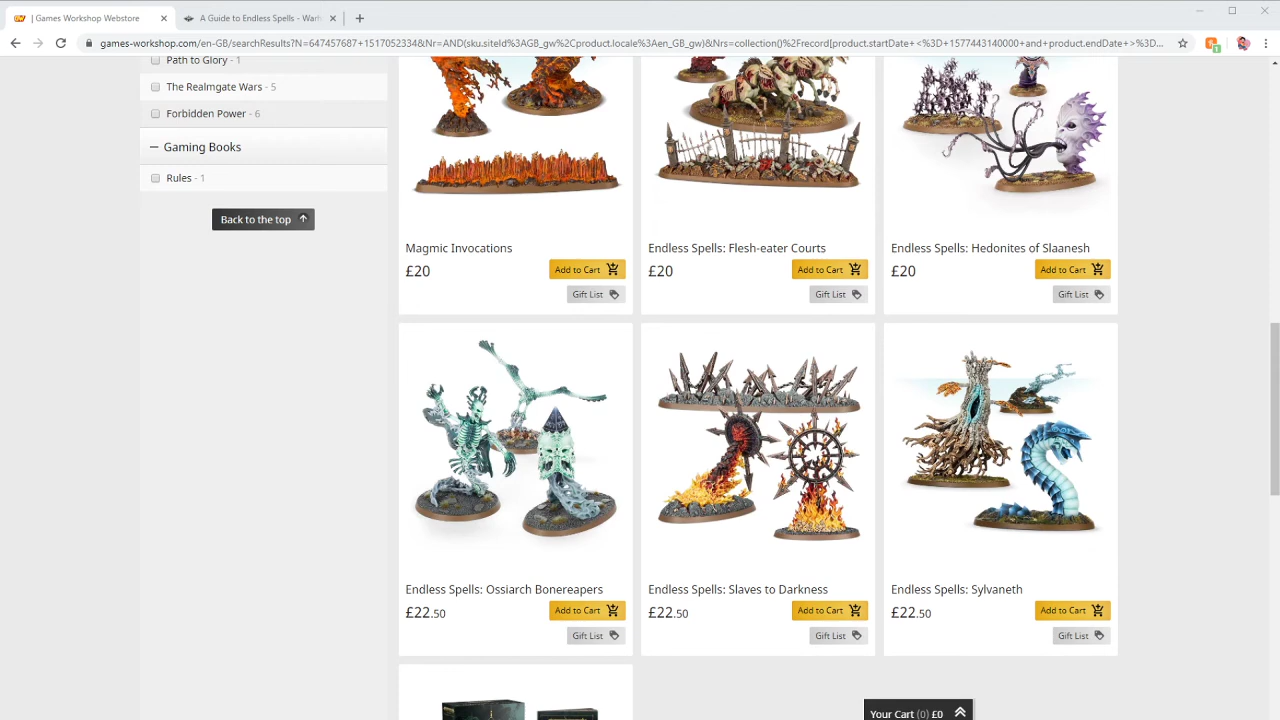 | Games Workshop Webstore
A Guide to Endless Spells - Warh
games-workshop.com/en-GB/searchResults?N=647457687+1517052334&Nr=AND(sku.siteId%3AGB_gw%2Cproduct.locale%3Aen_GB_gw)&Nrs=collection()%2Frecord[product.startDate+<%3D+1577443140000+and+product.endDate+>%3D...
Path to Glory - 1
The Realmgate Wars - 5
Forbidden Power - 6
Gaming Books
Rules - 1
Back to the top
Magmic Invocations
£20
Add to Cart
Gift List
Endless Spells: Flesh-eater Courts
£20
Add to Cart
Gift List
Endless Spells: Hedonites of Slaanesh
£20
Add to Cart
Gift List
Endless Spells: Ossiarch Bonereapers
£22.50
Add to Cart
Gift List
Endless Spells: Slaves to Darkness
£22.50
Add to Cart
Gift List
Endless Spells: Sylvaneth
£22.50
Add to Cart
Gift List
Your Cart (0) £0